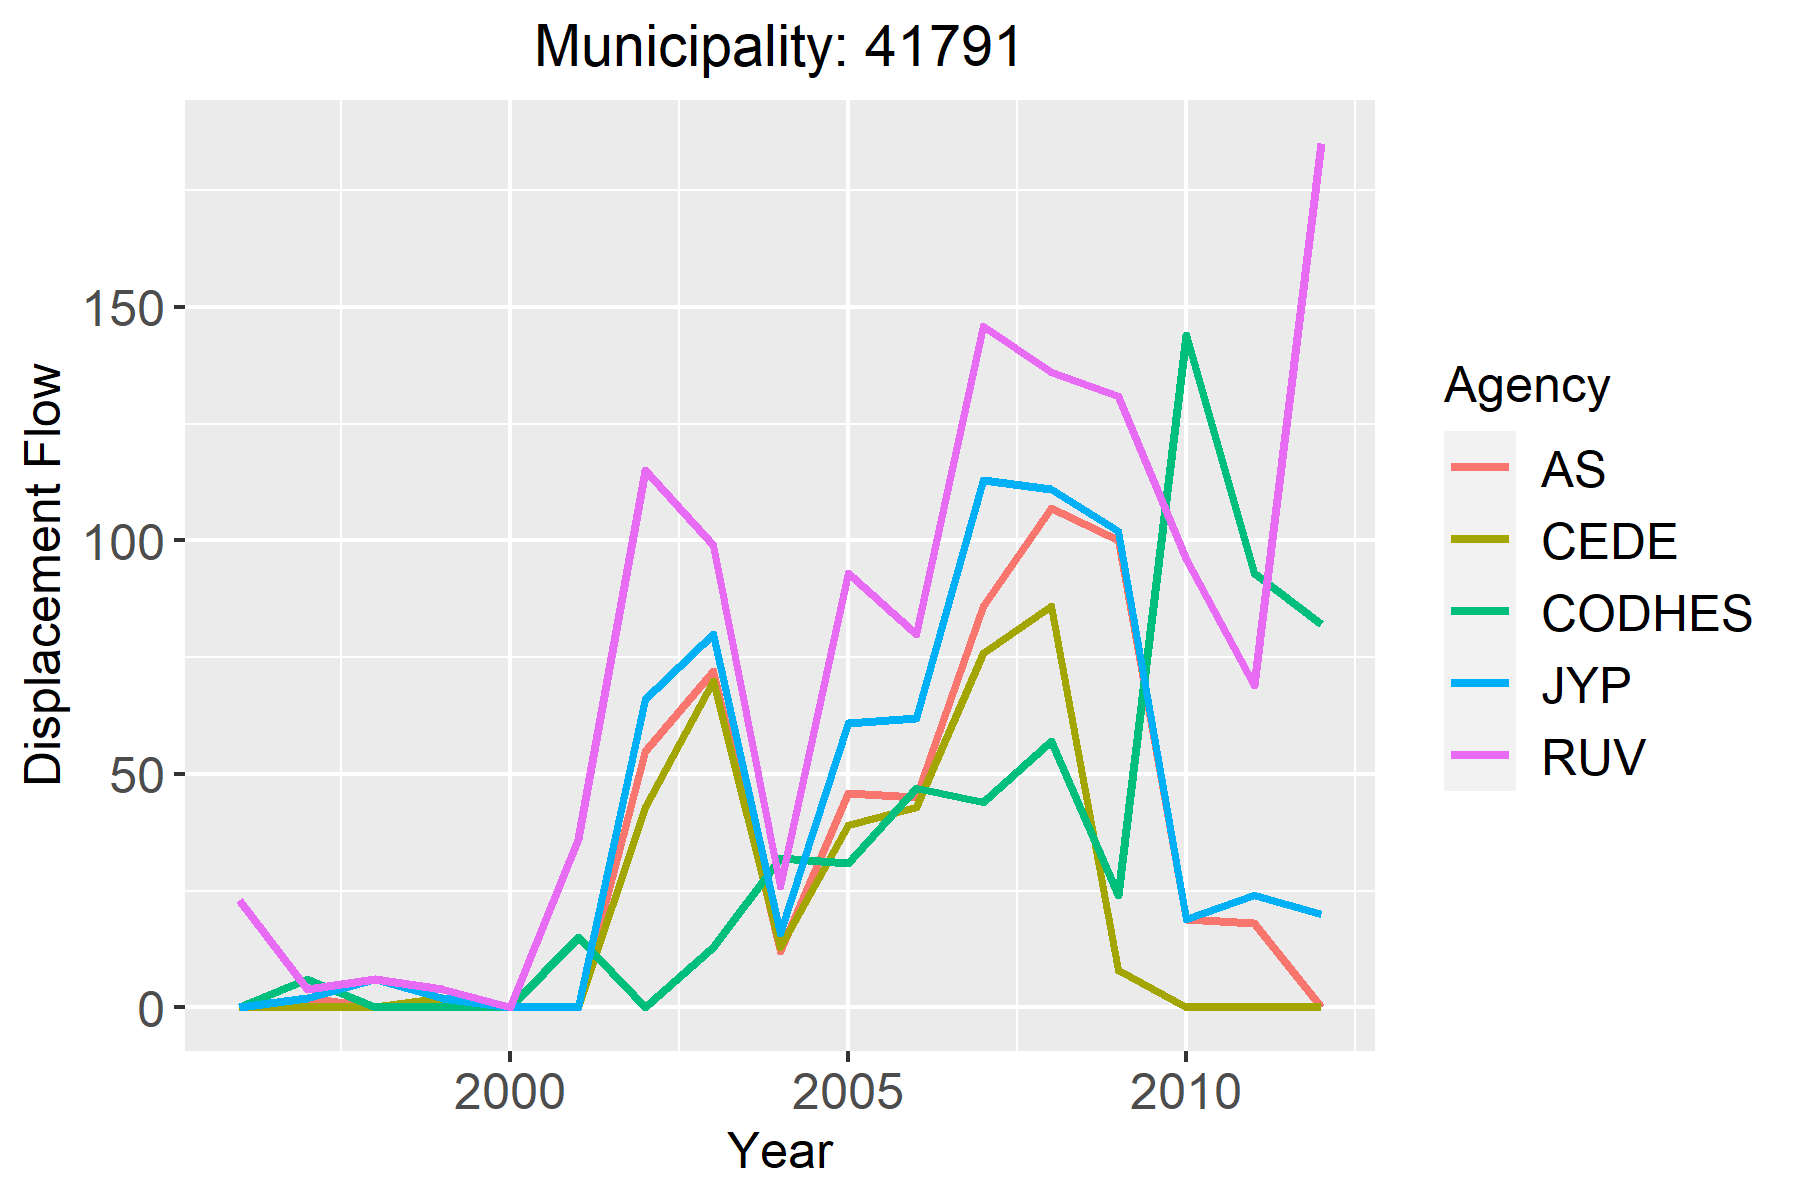 Municipality: 41791
Displacement Flow
150
100
50
0
2000 2005 2010
Year
Agency
AS
CEDE
CODHES
JYP
RUV